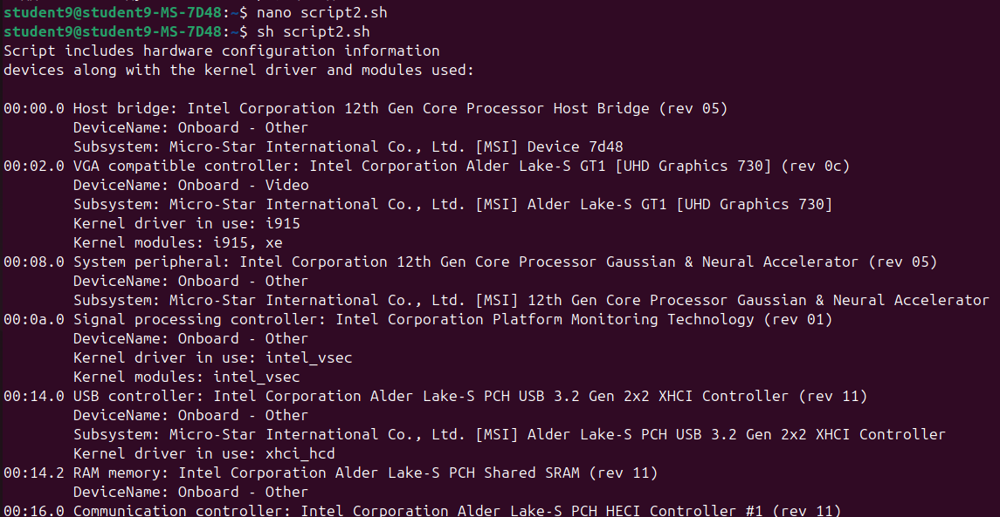 student9@student9-MS-7D48:~$ nano script2.sh
student9@student9-MS-7D48:~$ sh script2.sh
Script includes hardware configuration information
devices along with the kernel driver and modules used:
00:00.0 Host bridge: Intel Corporation 12th Gen Core Processor Host Bridge (rev 05)
DeviceName: Onboard - Other
Subsystem: Micro-Star International Co., Ltd. [MSI] Device 7d48
00:02.0 VGA compatible controller: Intel Corporation Alder Lake-S GT1 [UHD Graphics 730] (rev 0c)
DeviceName: Onboard - Video
Subsystem: Micro-Star International Co., Ltd. [MSI] Alder Lake-S GT1 [UHD Graphics 730]
Kernel driver in use: i915
Kernel modules: i915, xe
00:08.0 System peripheral: Intel Corporation 12th Gen Core Processor Gaussian & Neural Accelerator (rev 05)
DeviceName: Onboard - Other
Subsystem: Micro-Star International Co., Ltd. [MSI] 12th Gen Core Processor Gaussian & Neural Accelerator
00:0a.0 Signal processing controller: Intel Corporation Platform Monitoring Technology (rev 01)
DeviceName: Onboard - Other
Kernel driver in use: intel_vsec
Kernel modules: intel_vsec
00:14.0 USB controller: Intel Corporation Alder Lake-S PCH USB 3.2 Gen 2x2 XHCI Controller (rev 11)
DeviceName: Onboard - Other
Subsystem: Micro-Star International Co., Ltd. [MSI] Alder Lake-S PCH USB 3.2 Gen 2x2 XHCI Controller
Kernel driver in use: xhci_hcd
00:14.2 RAM memory: Intel Corporation Alder Lake-S PCH Shared SRAM (rev 11)
DeviceName: Onboard - Other
00:16.0 Communication controller: Intel Corporation Alder Lake-S PCH HECI Controller #1 (rev 11)